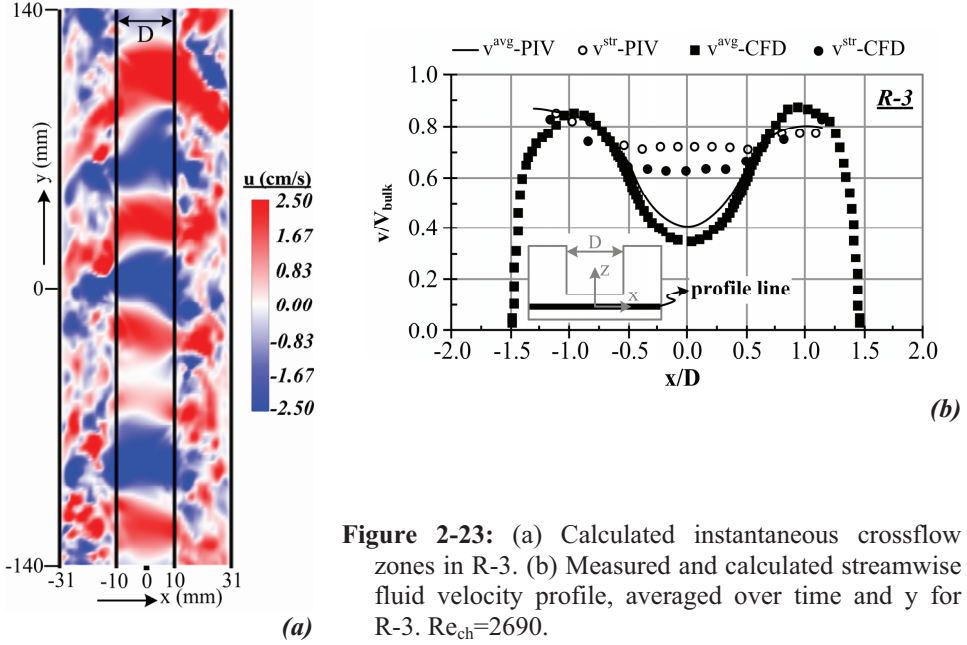 140
D
y (mm)
0
-140
-31 -10 0 10 31
x (mm)
u (cm/s)
2.50
1.67
0.83
0.00
-0.83
-1.67
-2.50
(a)
v^avg-PIV v^str-PIV v^avg-CFD v^str-CFD
R-3
v/V_bulk
1.0
0.8
0.6
0.4
0.2
0.0
D
z
x
profile line
-2.0 -1.5 -1.0 -0.5 0.0 0.5 1.0 1.5 2.0
x/D
(b)
Figure 2-23: (a) Calculated instantaneous crossflow
zones in R-3. (b) Measured and calculated streamwise
fluid velocity profile, averaged over time and y for
R-3. Re_ch=2690.